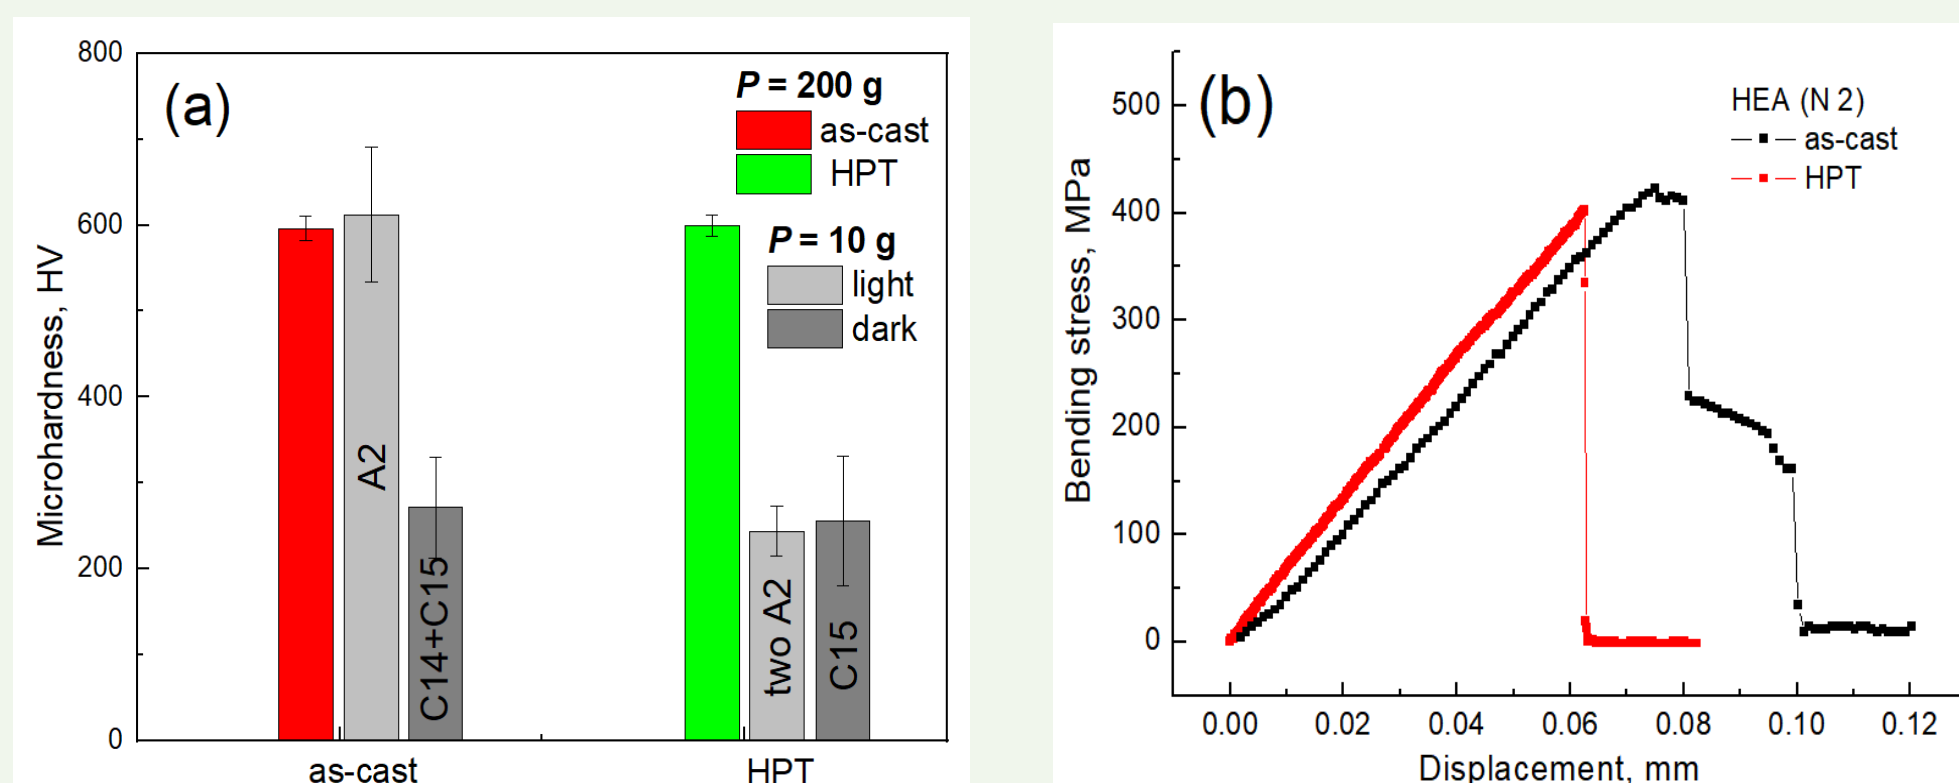 (a)
P = 200 g
as-cast
HPT
P = 10 g
light
dark
Microhardness, HV
800
600
400
200
0
A2
C14+C15
two A2
C15
as-cast
HPT
(b)
HEA (N 2)
as-cast
HPT
Bending stress, MPa
500
400
300
200
100
0
0.00 0.02 0.04 0.06 0.08 0.10 0.12
Displacement, mm